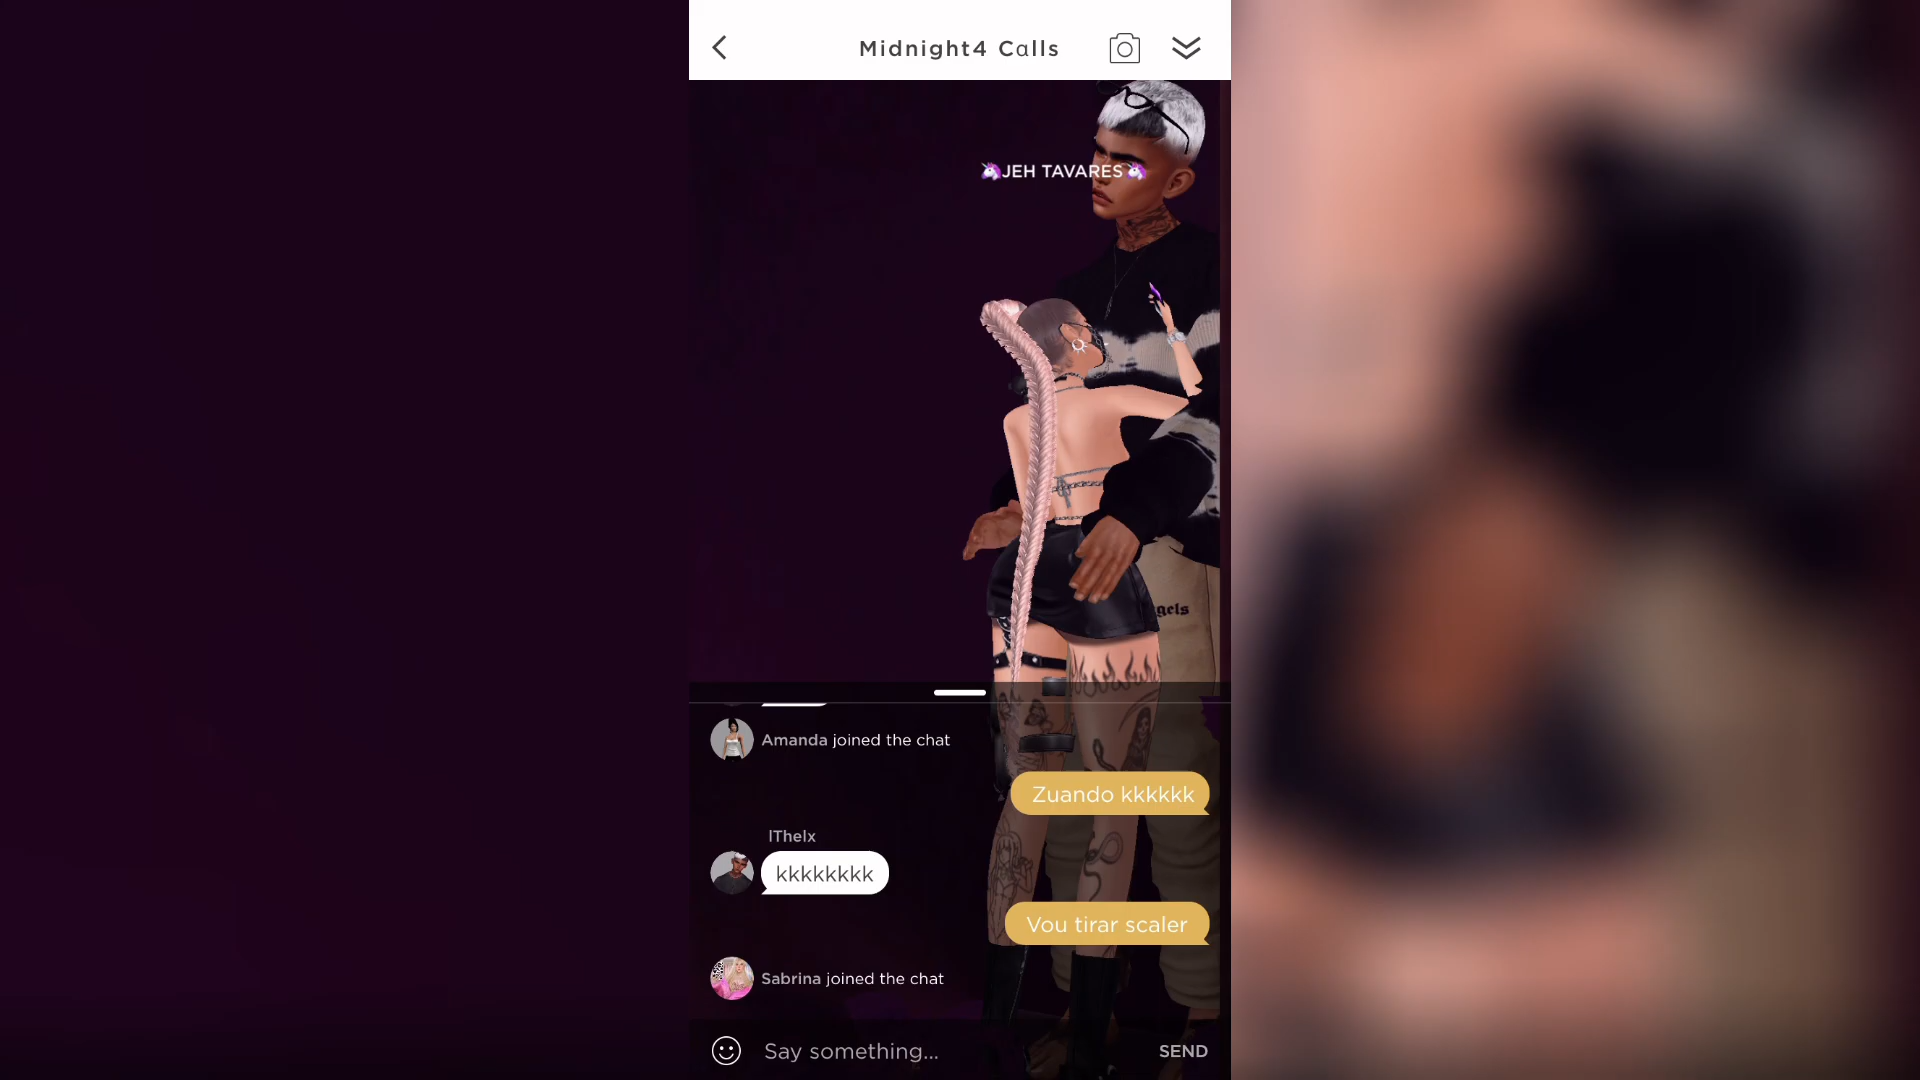 Midnight4 Calls
🦄JEH TAVARES🦄
gels
Amanda joined the chat
Zuando kkkkkk
IThelx
kkkkkkkk
Vou tirar scaler
Sabrina joined the chat
Say something...
SEND